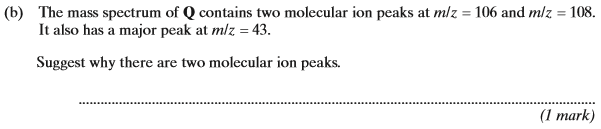 (b) The mass spectrum of Q contains two molecular ion peaks at m/z = 106 and m/z = 108.
It also has a major peak at m/z = 43.
Suggest why there are two molecular ion peaks.
(1 mark)